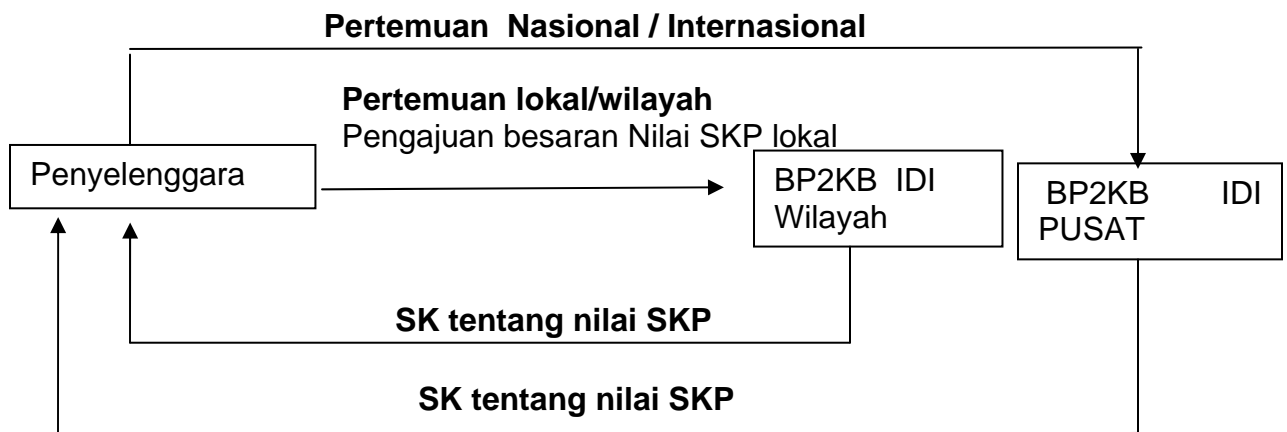 Pertemuan Nasional / Internasional
Pertemuan lokal/wilayah
Pengajuan besaran Nilai SKP lokal
Penyelenggara
BP2KB IDI
Wilayah
BP2KB IDI
PUSAT
SK tentang nilai SKP
SK tentang nilai SKP